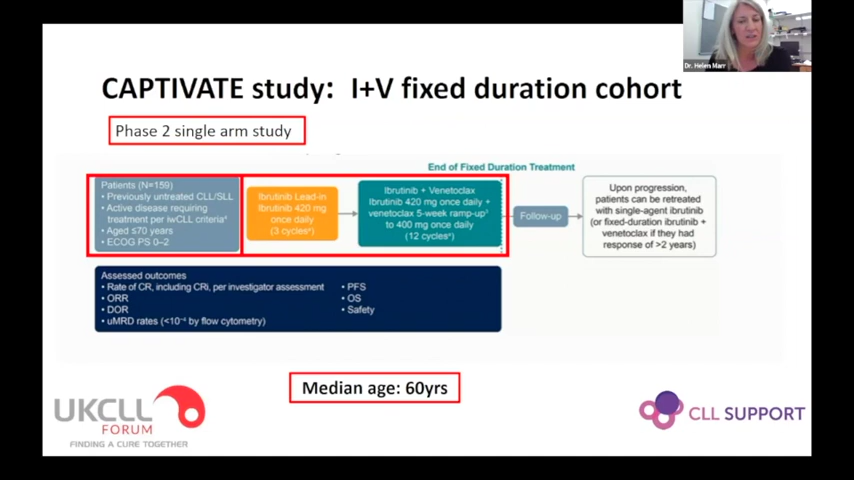 Dr. Helen Marr
CAPTIVATE study: I+V fixed duration cohort
Phase 2 single arm study
End of Fixed Duration Treatment
Patients (N=159)
• Previously untreated CLL/SLL
• Active disease requiring
treatment per iwCLL criteria
• Aged ≤70 years
• ECOG PS 0–2
Ibrutinib Lead-in
Ibrutinib 420 mg
once daily
(3 cycles)
Ibrutinib + Venetoclax
Ibrutinib 420 mg once daily +
venetoclax 5-week ramp-up
to 400 mg once daily
(12 cycles)
Follow-up
Upon progression,
patients can be retreated
with single-agent ibrutinib
(or fixed-duration ibrutinib +
venetoclax if they had
response of >2 years)
Assessed outcomes
• Rate of CR, including CRi, per investigator assessment
• ORR
• DOR
• uMRD rates (<10⁻⁴ by flow cytometry)
• PFS
• OS
• Safety
Median age: 60yrs
UKCLL
FORUM
FINDING A CURE TOGETHER
CLL SUPPORT